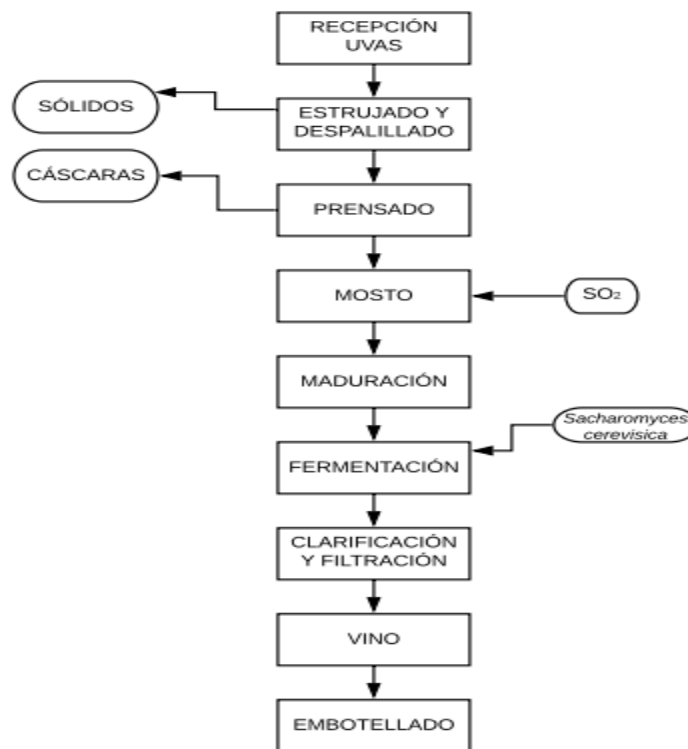 RECEPCIÓN
UVAS
SÓLIDOS
ESTRUJADO Y
DESPALILLADO
CÁSCARAS
PRENSADO
MOSTO
SO₂
MADURACIÓN
Sacharomyces
cerevisica
FERMENTACIÓN
CLARIFICACIÓN
Y FILTRACIÓN
VINO
EMBOTELLADO